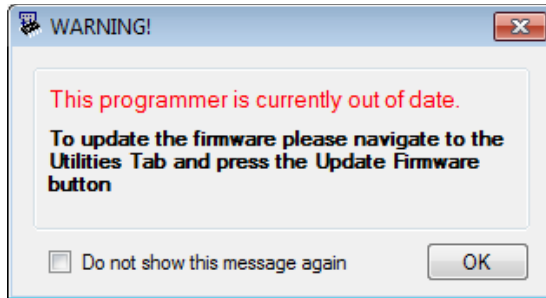 WARNING!
This programmer is currently out of date.
To update the firmware please navigate to the
Utilities Tab and press the Update Firmware
button
Do not show this message again
OK